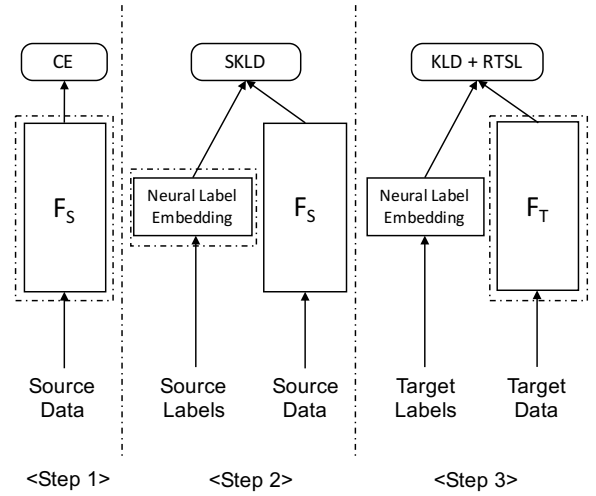 CE
SKLD
KLD + RTSL
F_S
Neural Label
Embedding
F_S
Neural Label
Embedding
F_T
Source
Data
Source
Labels
Source
Data
Target
Labels
Target
Data
<Step 1>
<Step 2>
<Step 3>